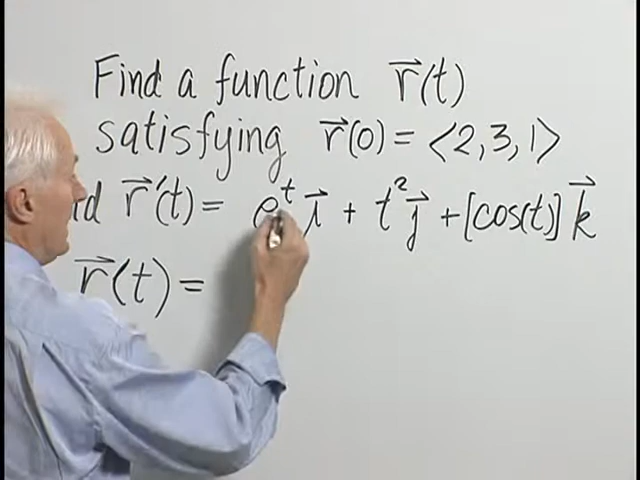 Find a function r⃗(t)
satisfying r⃗(0) = <2, 3, 1>
r⃗'(t) = e^t i⃗ + t² j⃗ + [cos(t)] k⃗
r⃗(t) =